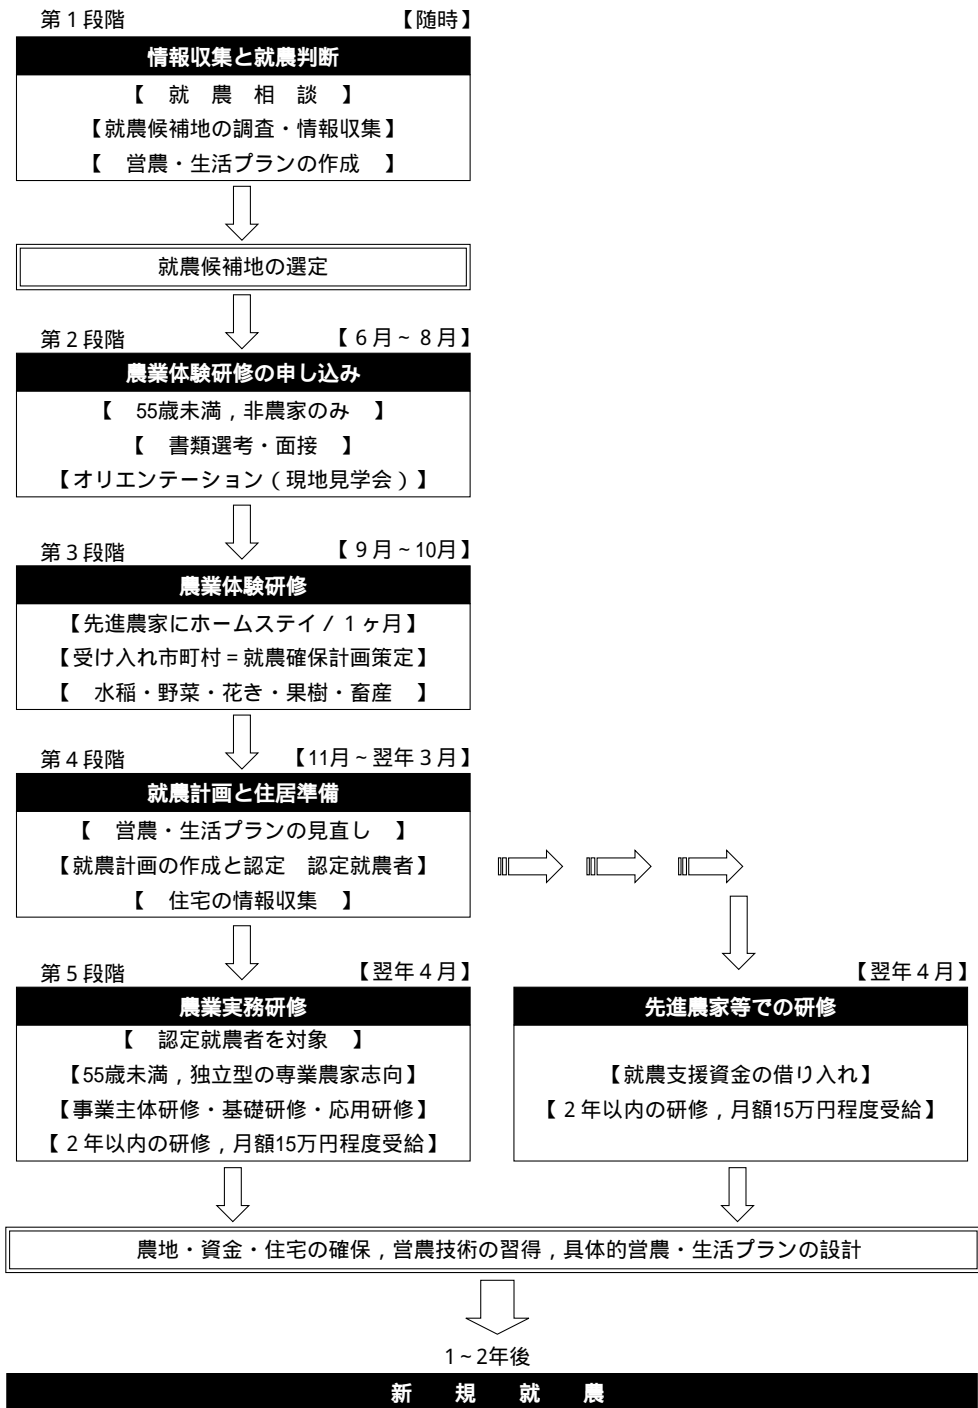 第１段階　【随時】
情報収集と就農判断
【　就　農　相　談　】
【就農候補地の調査・情報収集】
【　営農・生活プランの作成　】
就農候補地の選定
第２段階　【６月～８月】
農業体験研修の申し込み
【　55歳未満，非農家のみ　】
【　書類選考・面接　】
【オリエンテーション（現地見学会）】
第３段階　【９月～10月】
農業体験研修
【先進農家にホームステイ／１ヶ月】
【受け入れ市町村＝就農確保計画策定】
【　水稲・野菜・花き・果樹・畜産　】
第４段階　【11月～翌年３月】
就農計画と住居準備
【　営農・生活プランの見直し　】
【就農計画の作成と認定　認定就農者】
【　住宅の情報収集　】
第５段階　【翌年４月】
農業実務研修
【　認定就農者を対象　】
【55歳未満，独立型の専業農家志向】
【事業主体研修・基礎研修・応用研修】
【２年以内の研修，月額15万円程度受給】
【翌年４月】
先進農家等での研修
【就農支援資金の借り入れ】
【２年以内の研修，月額15万円程度受給】
農地・資金・住宅の確保，営農技術の習得，具体的営農・生活プランの設計
1～2年後
新　規　就　農